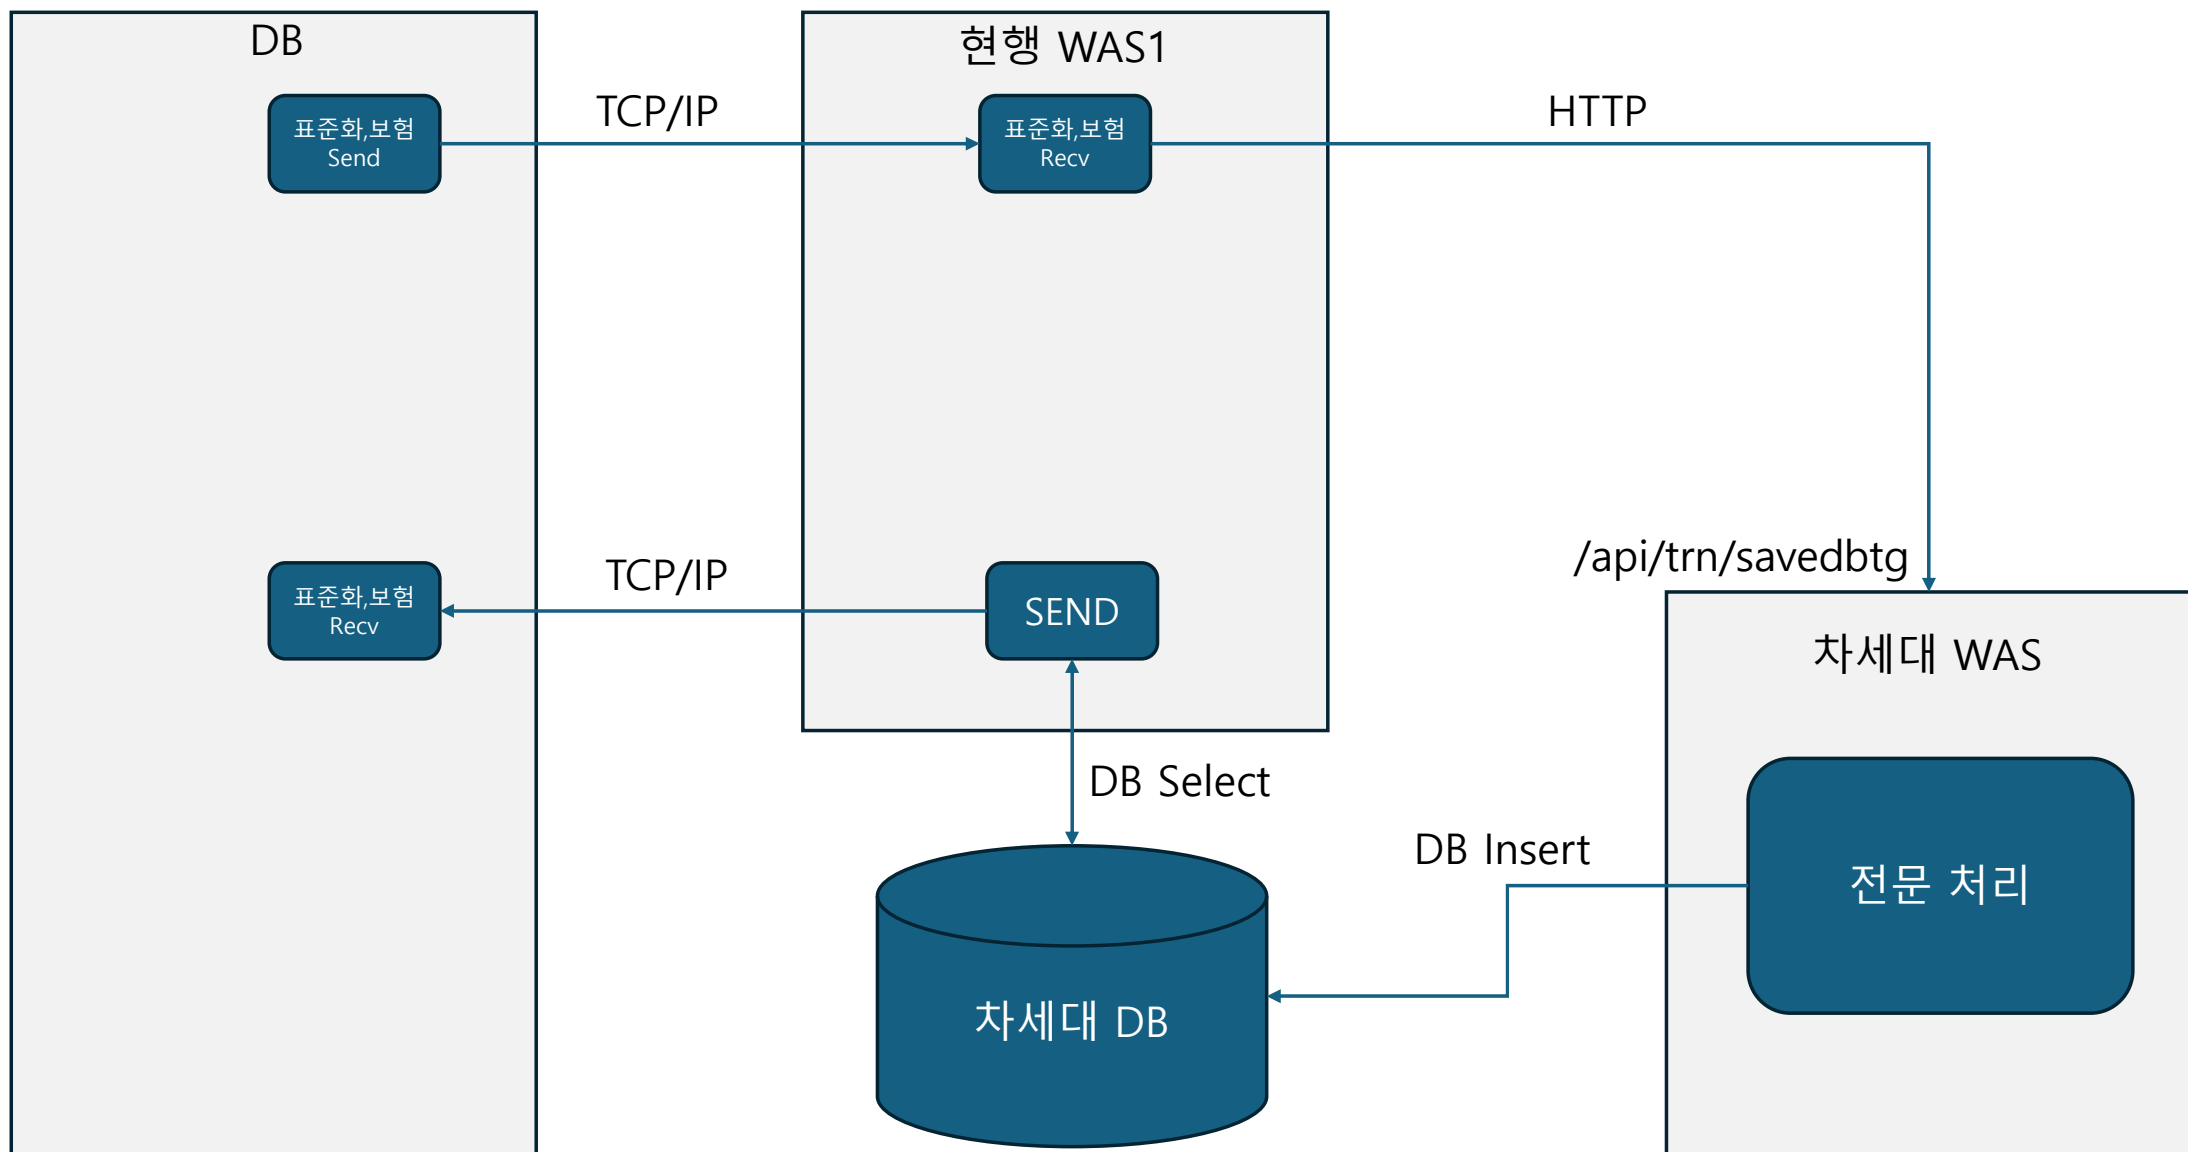 DB
현행 WAS1
TCP/IP
HTTP
표준화,보험
Send
표준화,보험
Recv
/api/trn/savedbtg
TCP/IP
표준화,보험
Recv
SEND
차세대 WAS
DB Select
DB Insert
전문 처리
차세대 DB